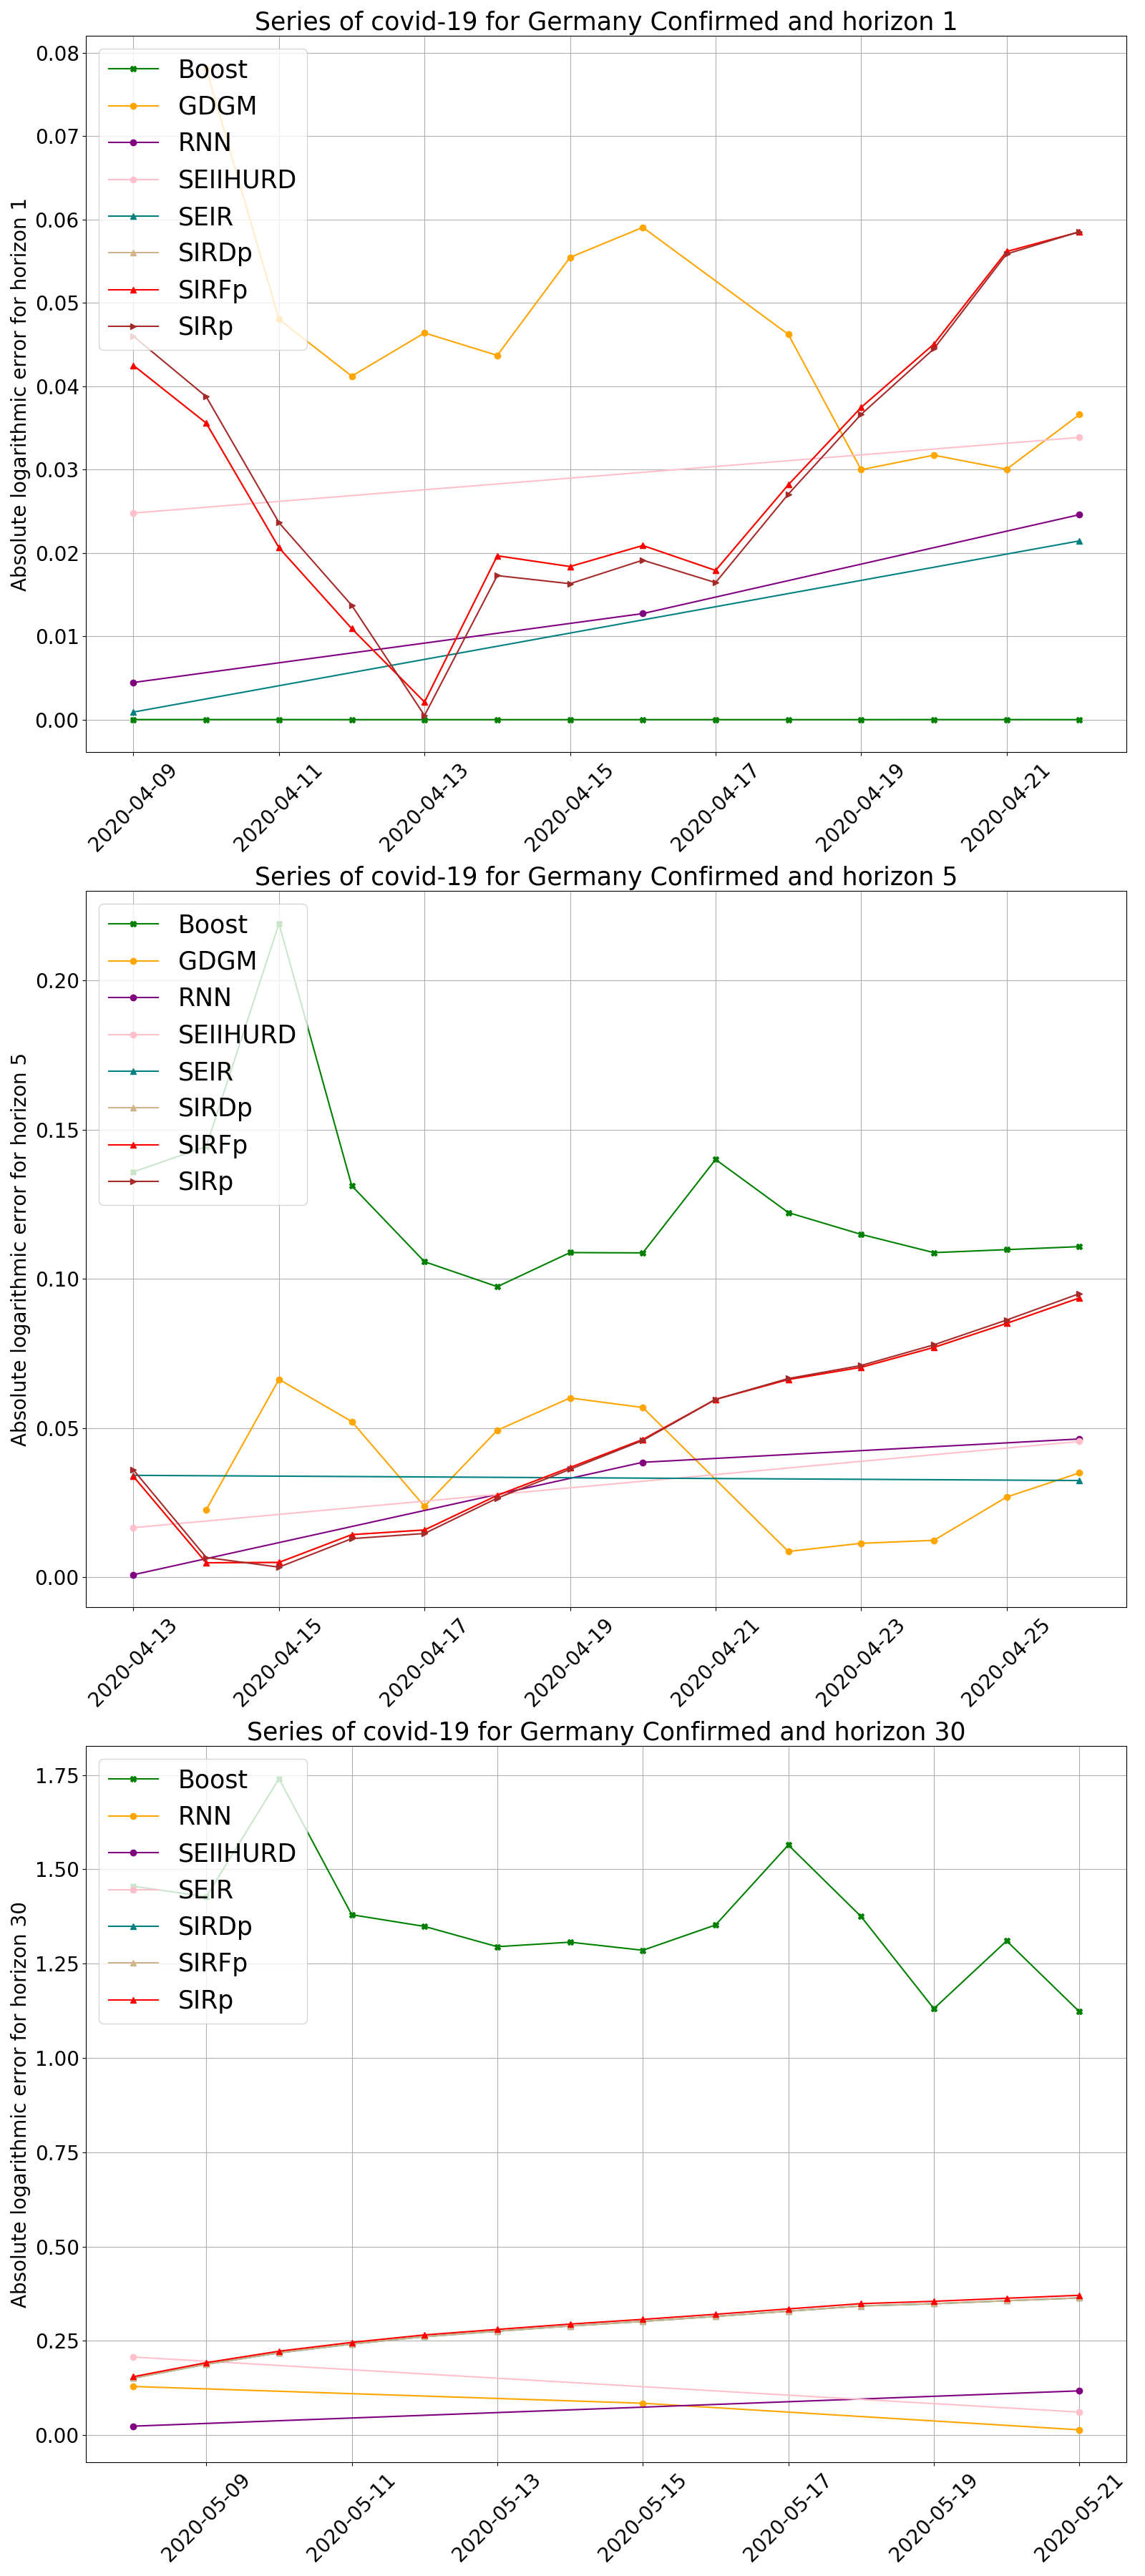 Series of covid-19 for Germany Confirmed and horizon 1
Absolute logarithmic error for horizon 1
0.08
0.07
0.06
0.05
0.04
0.03
0.02
0.01
0.00
Boost
GDGM
RNN
SEIIHURD
SEIR
SIRDp
SIRFp
SIRp
2020-04-09
2020-04-11
2020-04-13
2020-04-15
2020-04-17
2020-04-19
2020-04-21
Series of covid-19 for Germany Confirmed and horizon 5
Absolute logarithmic error for horizon 5
0.20
0.15
0.10
0.05
0.00
Boost
GDGM
RNN
SEIIHURD
SEIR
SIRDp
SIRFp
SIRp
2020-04-13
2020-04-15
2020-04-17
2020-04-19
2020-04-21
2020-04-23
2020-04-25
Series of covid-19 for Germany Confirmed and horizon 30
Absolute logarithmic error for horizon 30
1.75
1.50
1.25
1.00
0.75
0.50
0.25
0.00
Boost
RNN
SEIIHURD
SEIR
SIRDp
SIRFp
SIRp
2020-05-09
2020-05-11
2020-05-13
2020-05-15
2020-05-17
2020-05-19
2020-05-21